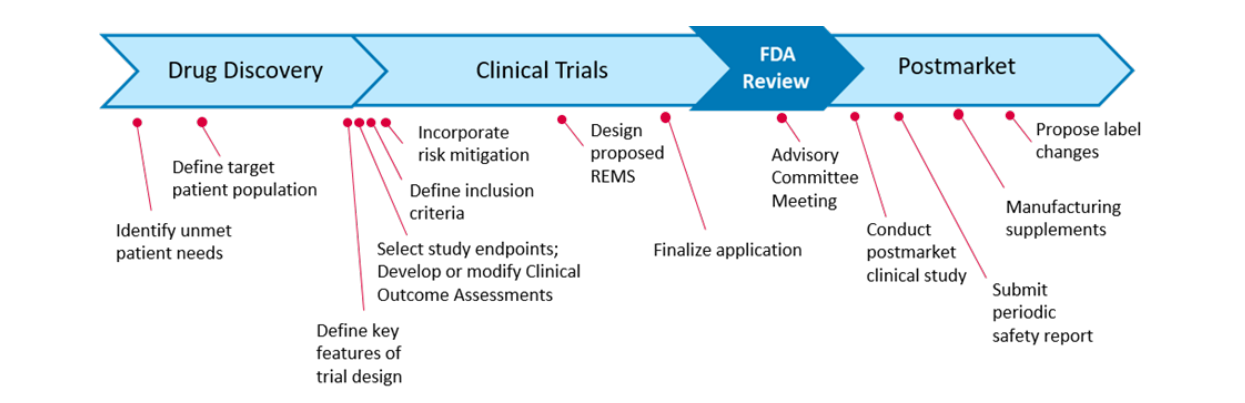 Drug Discovery
Clinical Trials
FDA
Review
Postmarket
Identify unmet
patient needs
Define target
patient population
Define key
features of
trial design
Select study endpoints;
Develop or modify Clinical
Outcome Assessments
Define inclusion
criteria
Incorporate
risk mitigation
Design
proposed
REMS
Finalize application
Advisory
Committee
Meeting
Conduct
postmarket
clinical study
Submit
periodic
safety report
Manufacturing
supplements
Propose label
changes